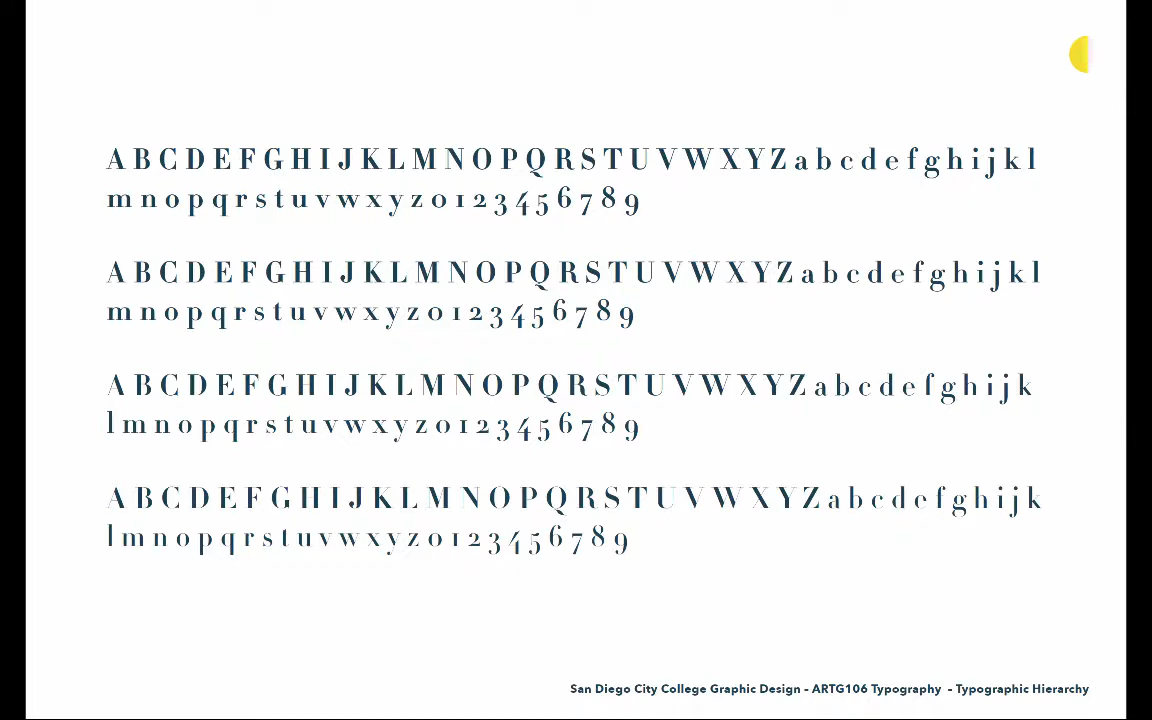 A B C D E F G H I J K L M N O P Q R S T U V W X Y Z a b c d e f g h i j k l
m n o p q r s t u v w x y z 0 1 2 3 4 5 6 7 8 9
A B C D E F G H I J K L M N O P Q R S T U V W X Y Z a b c d e f g h i j k l
m n o p q r s t u v w x y z 0 1 2 3 4 5 6 7 8 9
A B C D E F G H I J K L M N O P Q R S T U V W X Y Z a b c d e f g h i j k
l m n o p q r s t u v w x y z 0 1 2 3 4 5 6 7 8 9
A B C D E F G H I J K L M N O P Q R S T U V W X Y Z a b c d e f g h i j k
l m n o p q r s t u v w x y z 0 1 2 3 4 5 6 7 8 9
San Diego City College Graphic Design – ARTG106 Typography – Typographic Hierarchy